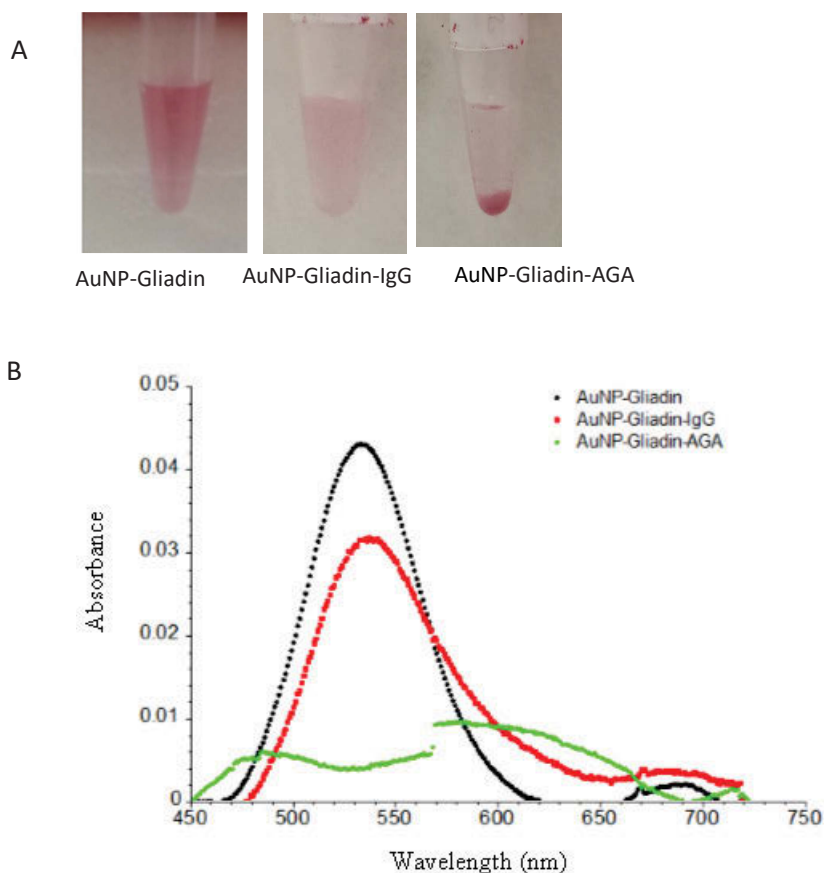 A
AuNP-Gliadin AuNP-Gliadin-IgG AuNP-Gliadin-AGA
B
0.05
AuNP-Gliadin
AuNP-Gliadin-IgG
AuNP-Gliadin-AGA
0.04
0.03
Absorbance
0.02
0.01
0
450 500 550 600 650 700 750
Wavelength (nm)